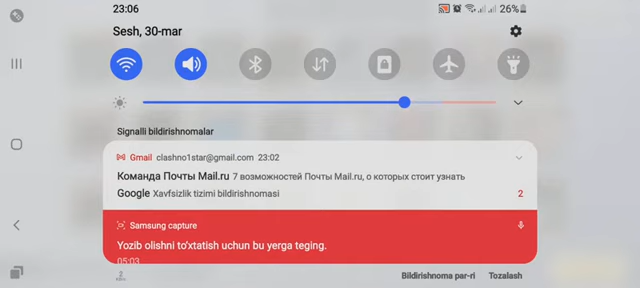 23:06
26%
Sesh, 30-mar
Signalli bildirishnomalar
Gmail clashno1star@gmail.com 23:02
Команда Почты Mail.ru 7 возможностей Почты Mail.ru, о которых стоит узнать
Google Xavfsizlik tizimi bildirishnomasi 2
Samsung capture
Yozib olishni to'xtatish uchun bu yerga teging.
05:03
2
Bildirishnoma par-ri Tozalash